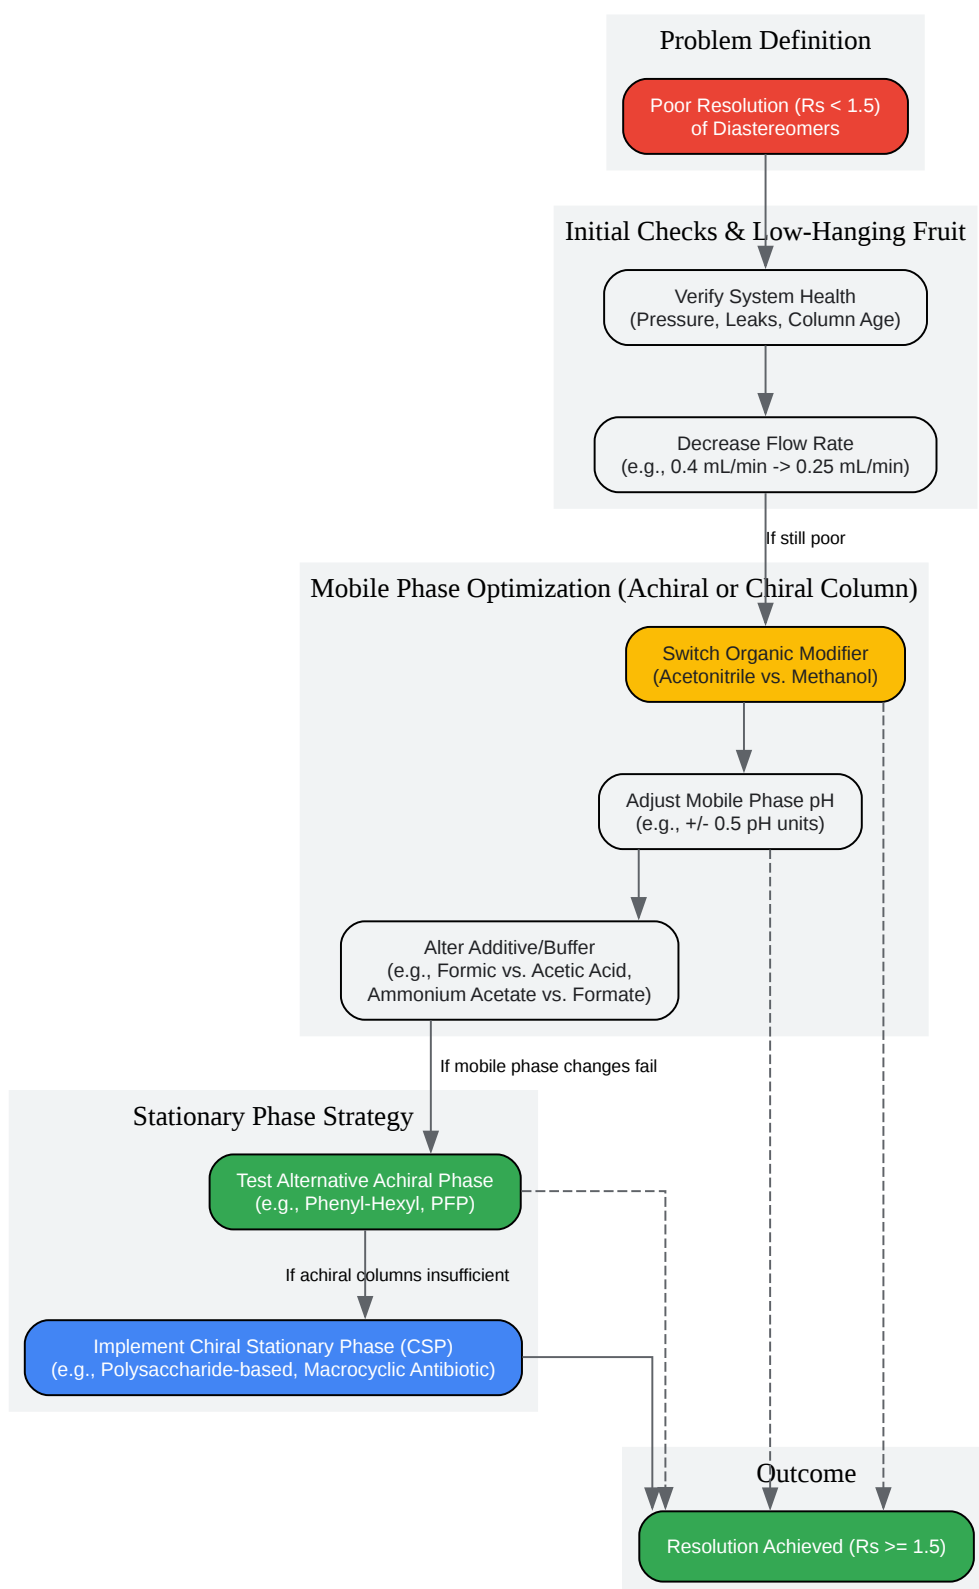 Problem Definition
Poor Resolution (Rs < 1.5)
of Diastereomers
Initial Checks & Low-Hanging Fruit
Verify System Health
(Pressure, Leaks, Column Age)
Decrease Flow Rate
(e.g., 0.4 mL/min -> 0.25 mL/min)
If still poor
Mobile Phase Optimization (Achiral or Chiral Column)
Switch Organic Modifier
(Acetonitrile vs. Methanol)
Adjust Mobile Phase pH
(e.g., +/- 0.5 pH units)
Alter Additive/Buffer
(e.g., Formic vs. Acetic Acid,
Ammonium Acetate vs. Formate)
If mobile phase changes fail
Stationary Phase Strategy
Test Alternative Achiral Phase
(e.g., Phenyl-Hexyl, PFP)
If achiral columns insufficient
Implement Chiral Stationary Phase (CSP)
(e.g., Polysaccharide-based, Macrocyclic Antibiotic)
Outcome
Resolution Achieved (Rs >= 1.5)